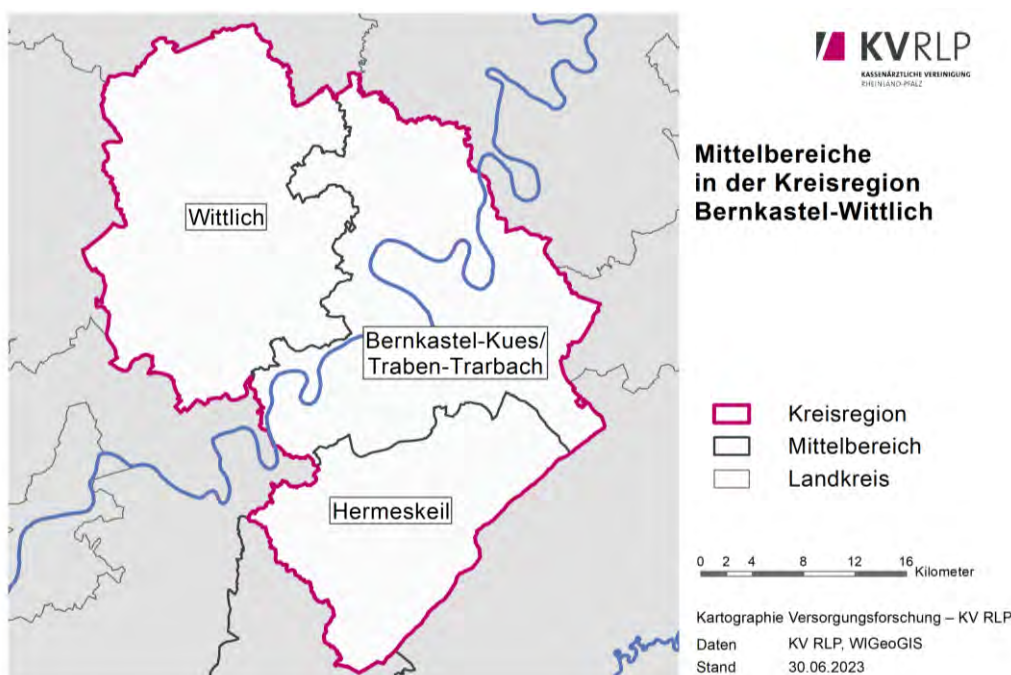 KVRLP
KASSENÄRZTLICHE VEREINIGUNG
RHEINLAND-PFALZ
Mittelbereiche
in der Kreisregion
Bernkastel-Wittlich
Wittlich
Bernkastel-Kues/
Traben-Trarbach
Hermeskeil
Kreisregion
Mittelbereich
Landkreis
0 2 4 8 12 16
Kilometer
Kartographie Versorgungsforschung – KV RLP
Daten KV RLP, WIGeoGIS
Stand 30.06.2023